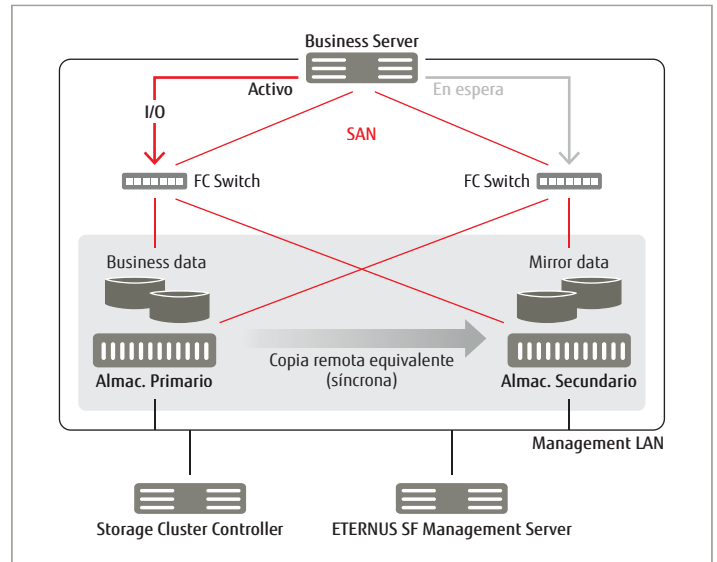 Business Server
Activo
En espera
I/O
SAN
FC Switch
FC Switch
Business data
Mirror data
Copia remota equivalente
(síncrona)
Almac. Primario
Almac. Secundario
Management LAN
Storage Cluster Controller
ETERNUS SF Management Server